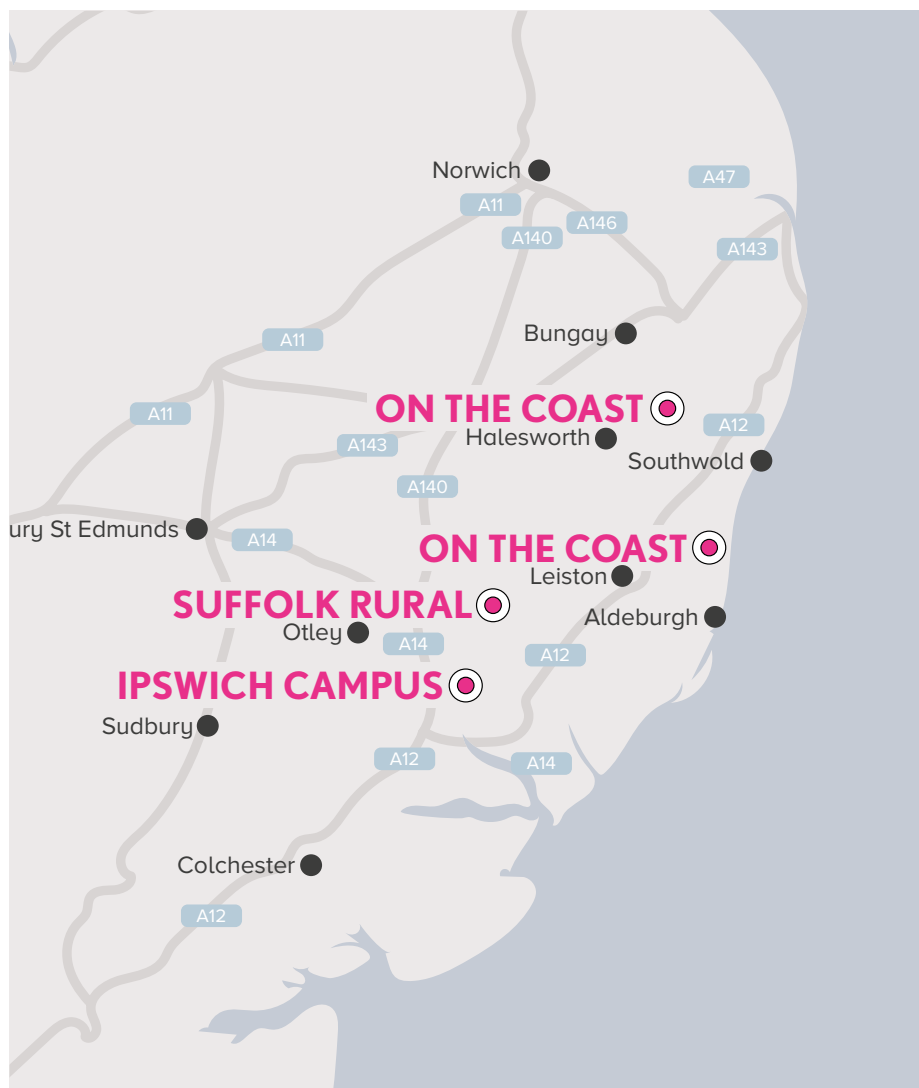 Norwich
A47
A11
A146
A140
A143
Bungay
A11
ON THE COAST
A11
A12
Halesworth
A143
Southwold
A140
ury St Edmunds
A14
ON THE COAST
Leiston
SUFFOLK RURAL
Aldeburgh
Otley
A14
A12
IPSWICH CAMPUS
Sudbury
A12
A14
Colchester
A12